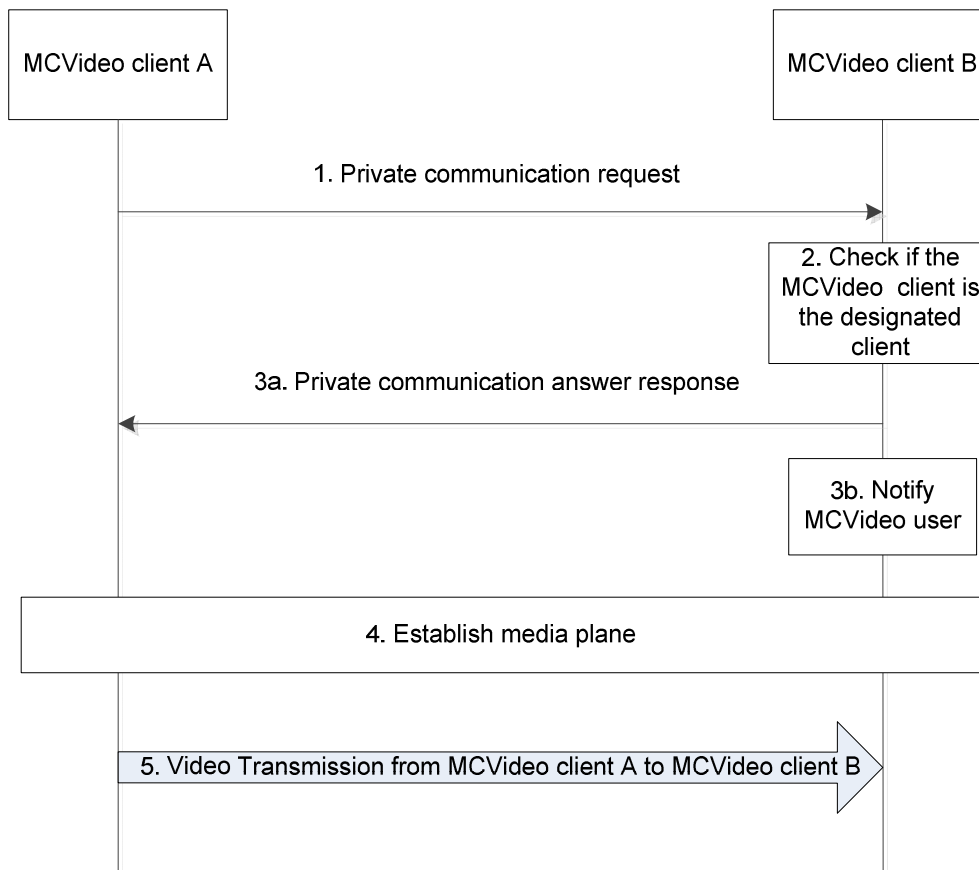 MCVideo client A
MCVideo client B
1. Private communication request
2. Check if the
MCVideo client is
the designated
client
3a. Private communication answer response
3b. Notify
MCVideo user
4. Establish media plane
5. Video Transmission from MCVideo client A to MCVideo client B